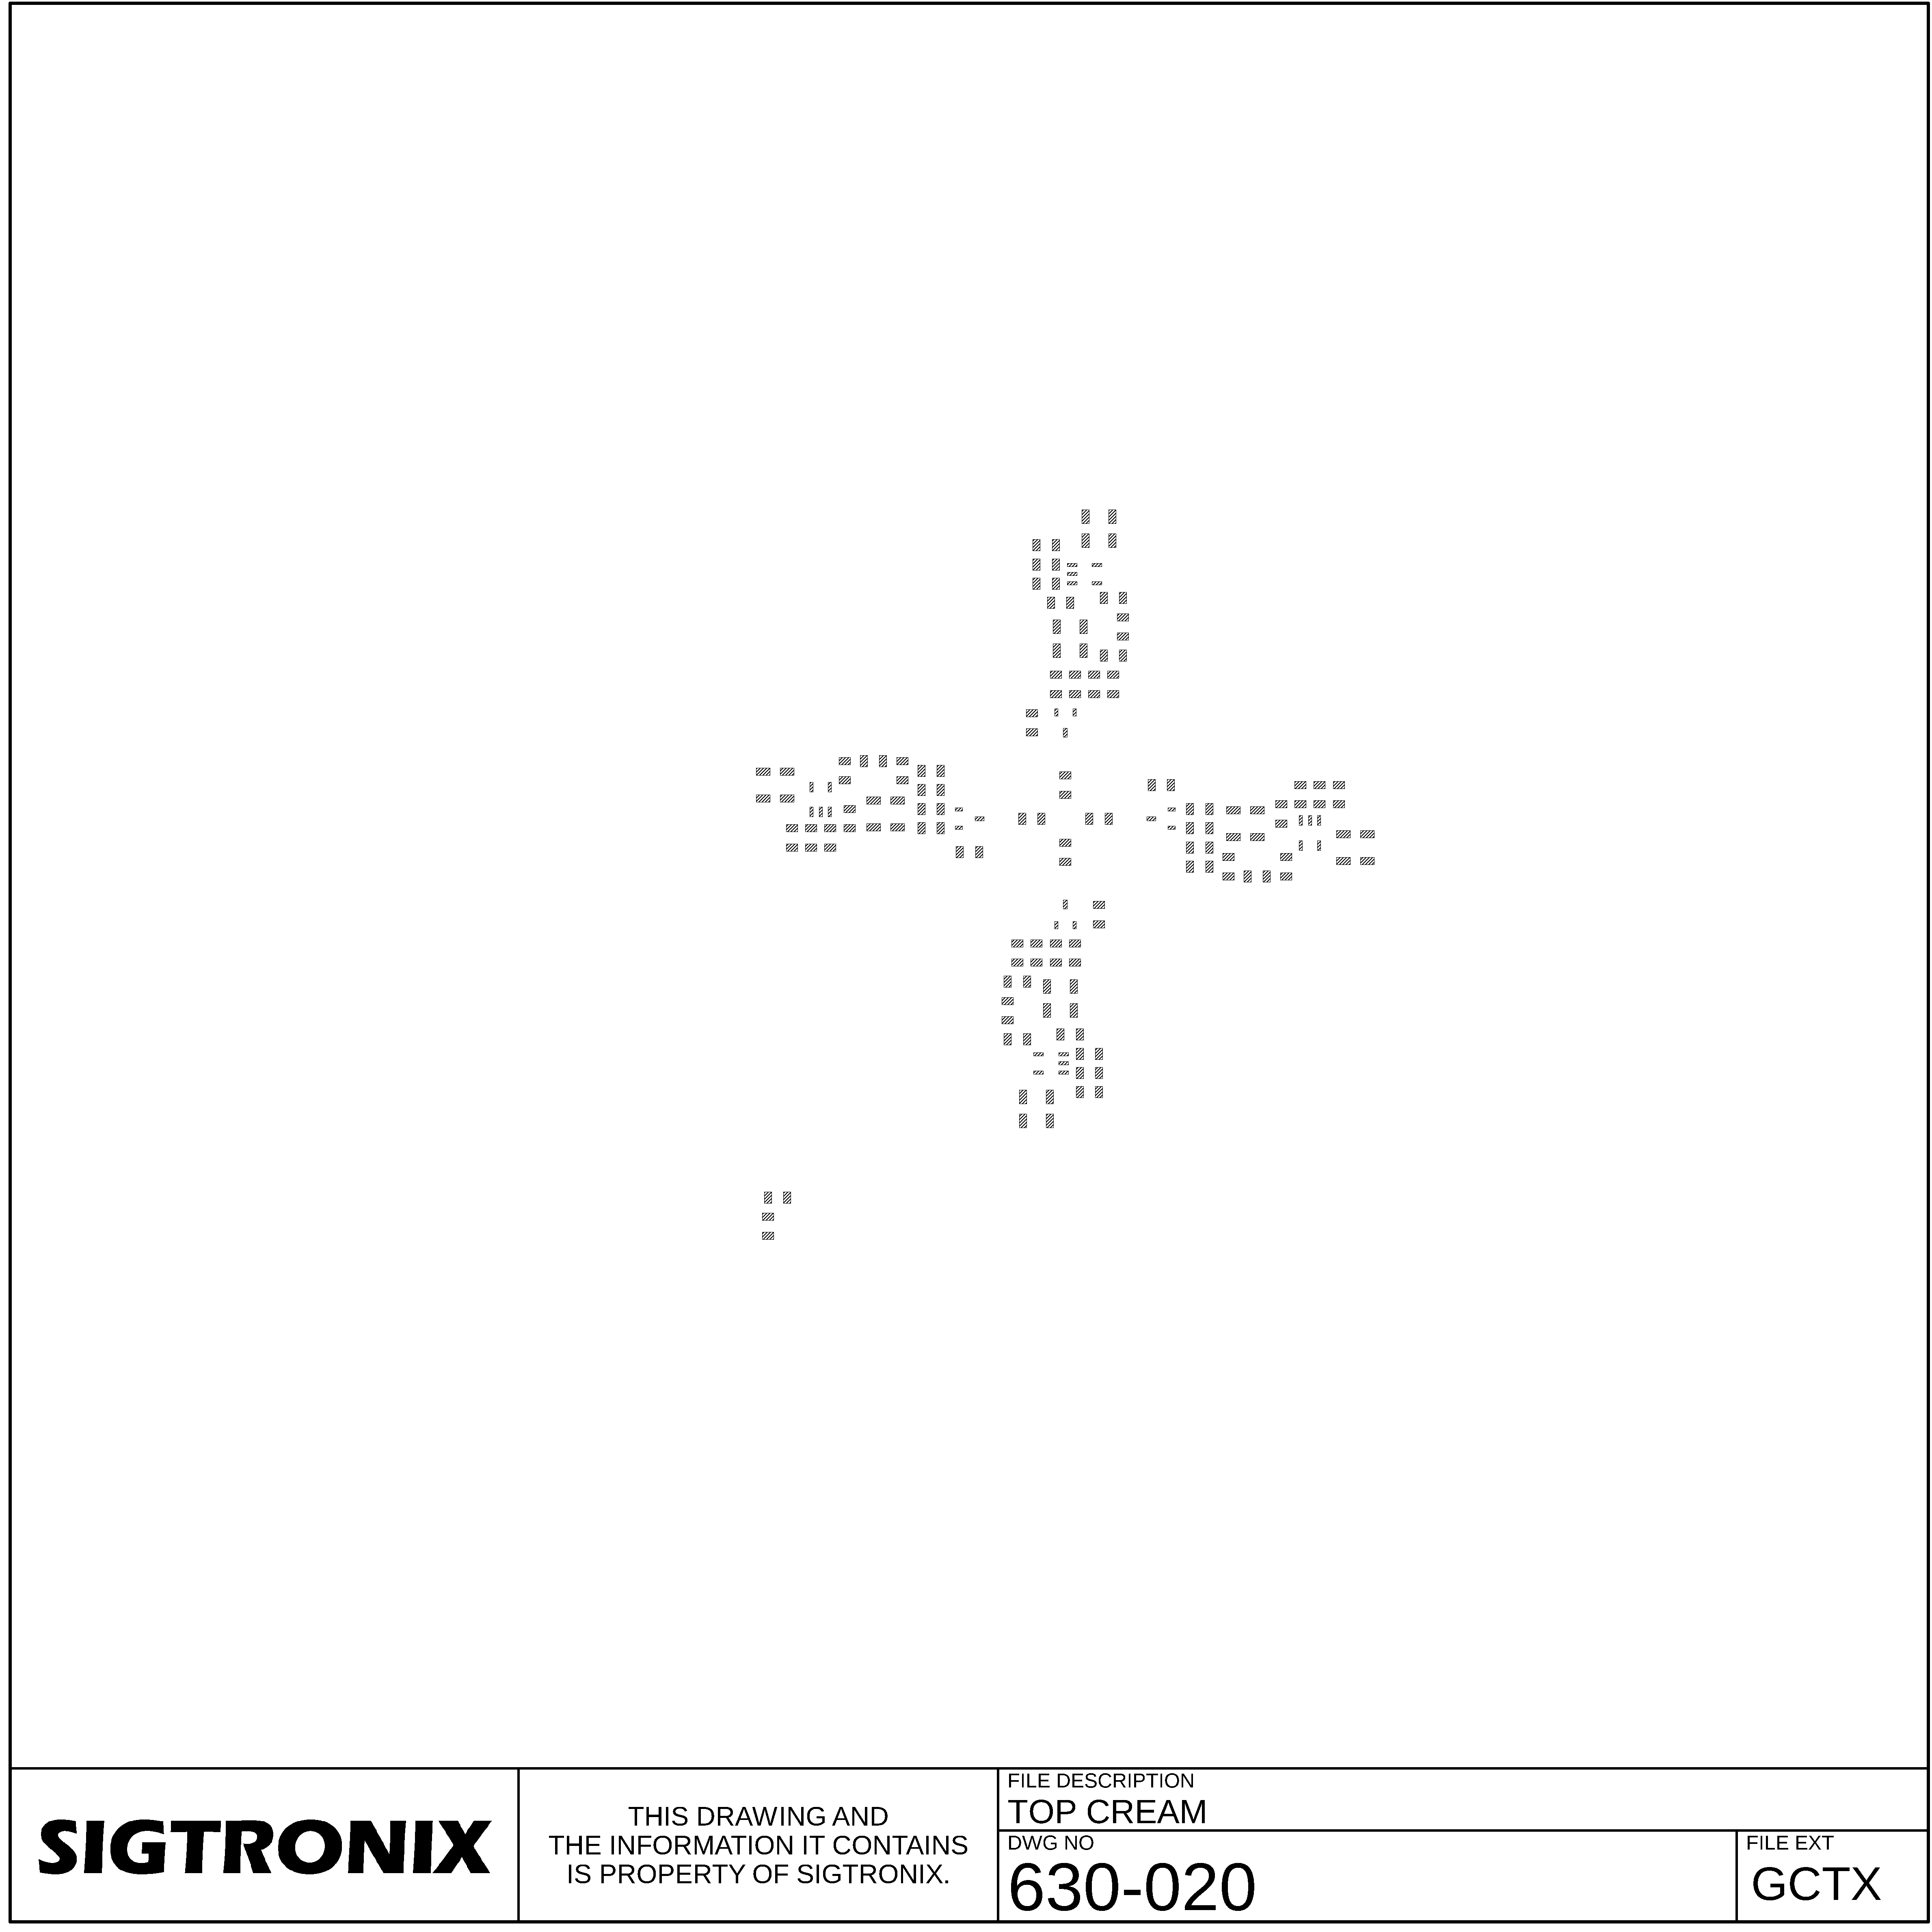 SIGTRONIX
THIS DRAWING AND
THE INFORMATION IT CONTAINS
IS PROPERTY OF SIGTRONIX.
FILE DESCRIPTION
TOP CREAM
DWG NO
630-020
FILE EXT
GCTX